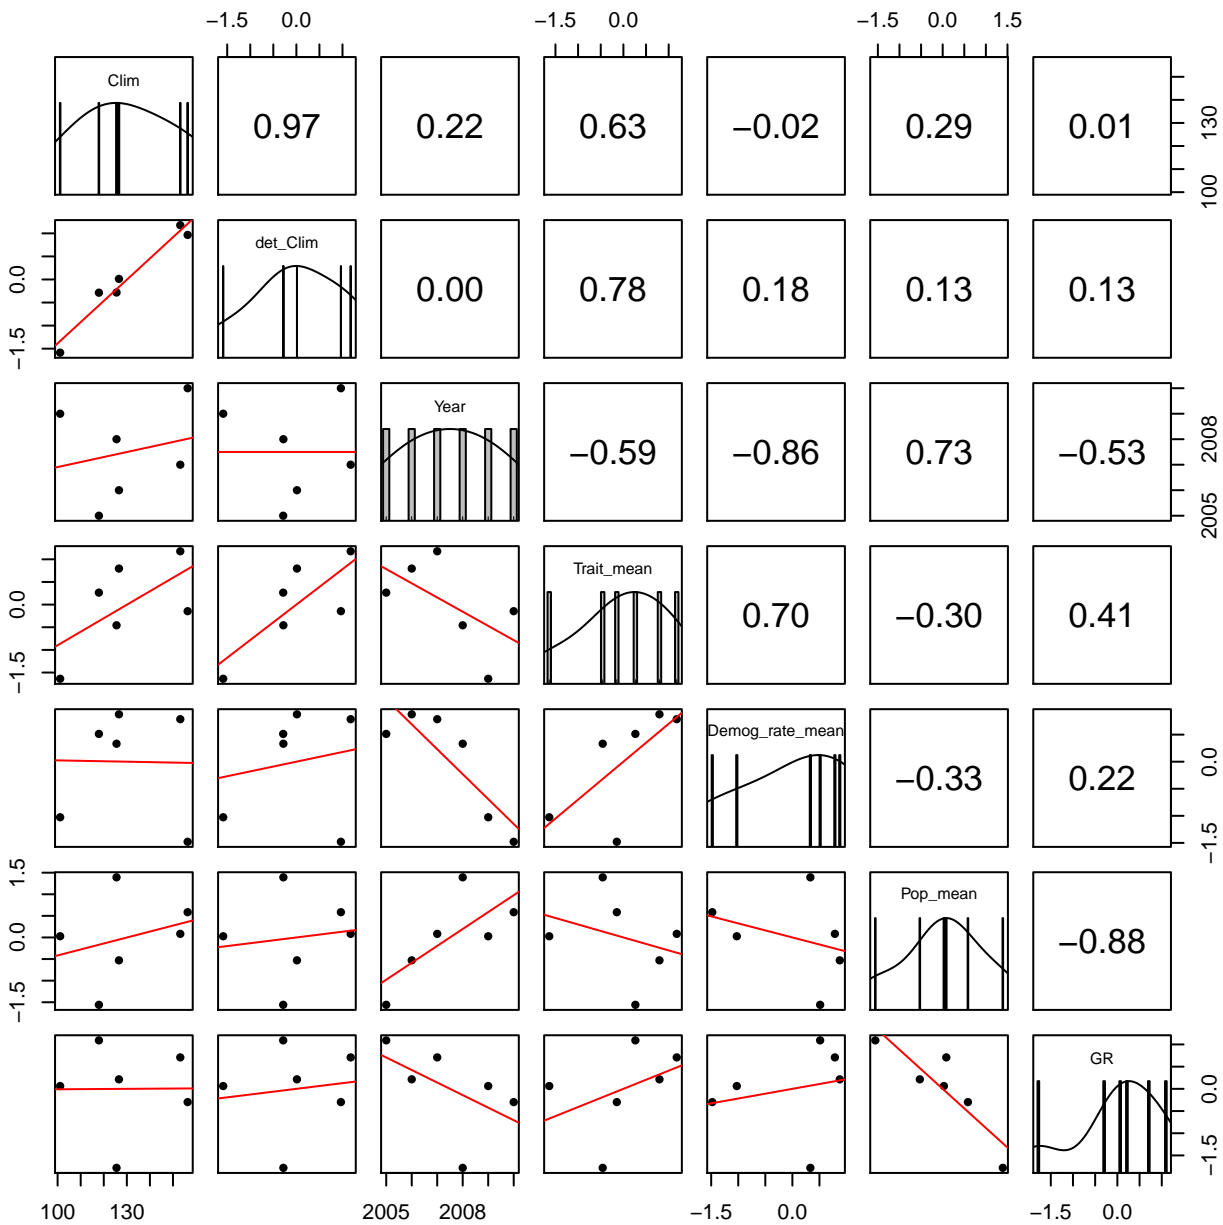 −1.5 0.0 −1.5 0.0 −1.5 0.0 1.5
Clim 0.97 0.22 0.63 −0.02 0.29 0.01 100 130
−1.5 0.0 det_Clim 0.00 0.78 0.18 0.13 0.13
Year −0.59 −0.86 0.73 −0.53 2005 2008
−1.5 0.0 Trait_mean 0.70 −0.30 0.41
Demog_rate_mean −0.33 0.22 −1.5 0.0
−1.5 0.0 1.5 Pop_mean −0.88
GR −1.5 0.0
100 130 2005 2008 −1.5 0.0 −1.5 0.0